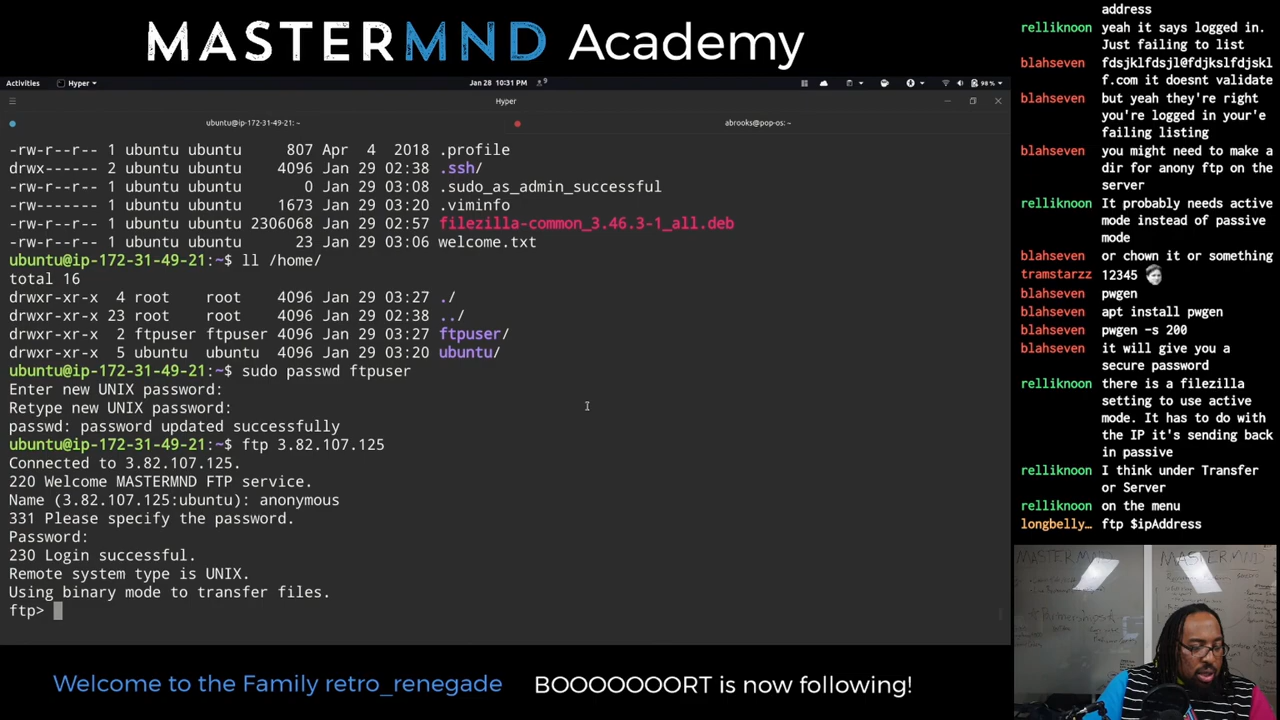 MASTERMND Academy
Activities
Hyper
Jan 28 10:31 PM
98 %
Hyper
ubuntu@ip-172-31-49-21: ~
abrooks@pop-os: ~
-rw-r--r-- 1 ubuntu ubuntu 807 Apr 4 2018 .profile
drwx------ 2 ubuntu ubuntu 4096 Jan 29 02:38 .ssh/
-rw-r--r-- 1 ubuntu ubuntu 0 Jan 29 03:08 .sudo_as_admin_successful
-rw-r--r-- 1 ubuntu ubuntu 1673 Jan 29 03:20 .viminfo
-rw-r--r-- 1 ubuntu ubuntu 2306068 Jan 29 02:57 filezilla-common_3.46.3-1_all.deb
-rw-r--r-- 1 ubuntu ubuntu 23 Jan 29 03:06 welcome.txt
ubuntu@ip-172-31-49-21:~$ ll /home/
total 16
drwxr-xr-x 4 root root 4096 Jan 29 03:27 ./
drwxr-xr-x 23 root root 4096 Jan 29 02:38 ../
drwxr-xr-x 2 ftpuser ftpuser 4096 Jan 29 03:27 ftpuser/
drwxr-xr-x 5 ubuntu ubuntu 4096 Jan 29 03:20 ubuntu/
ubuntu@ip-172-31-49-21:~$ sudo passwd ftpuser
Enter new UNIX password:
Retype new UNIX password:
passwd: password updated successfully
ubuntu@ip-172-31-49-21:~$ ftp 3.82.107.125
Connected to 3.82.107.125.
220 Welcome MASTERMND FTP service.
Name (3.82.107.125:ubuntu): anonymous
331 Please specify the password.
Password:
230 Login successful.
Remote system type is UNIX.
Using binary mode to transfer files.
ftp>
address
relliknoon yeah it says logged in.
Just failing to list
blahseven fdsjklfdsjl@fdjkslfdjskl
f.com it doesnt validate
blahseven but yeah they're right
you're logged in your'e
failing listing
blahseven you might need to make a
dir for anony ftp on the
server
relliknoon It probably needs active
mode instead of passive
mode
blahseven or chown it or something
tramstarzz 12345
blahseven pwgen
blahseven apt install pwgen
blahseven pwgen -s 200
blahseven it will give you a
secure password
relliknoon there is a filezilla
setting to use active
mode. It has to do with
the IP it's sending back
in passive
relliknoon I think under Transfer
or Server
relliknoon on the menu
longbelly… ftp $ipAddress
MASTERMND
MASTERMND
Welcome to the Family retro_renegade
BOOOOOOORT is now following!